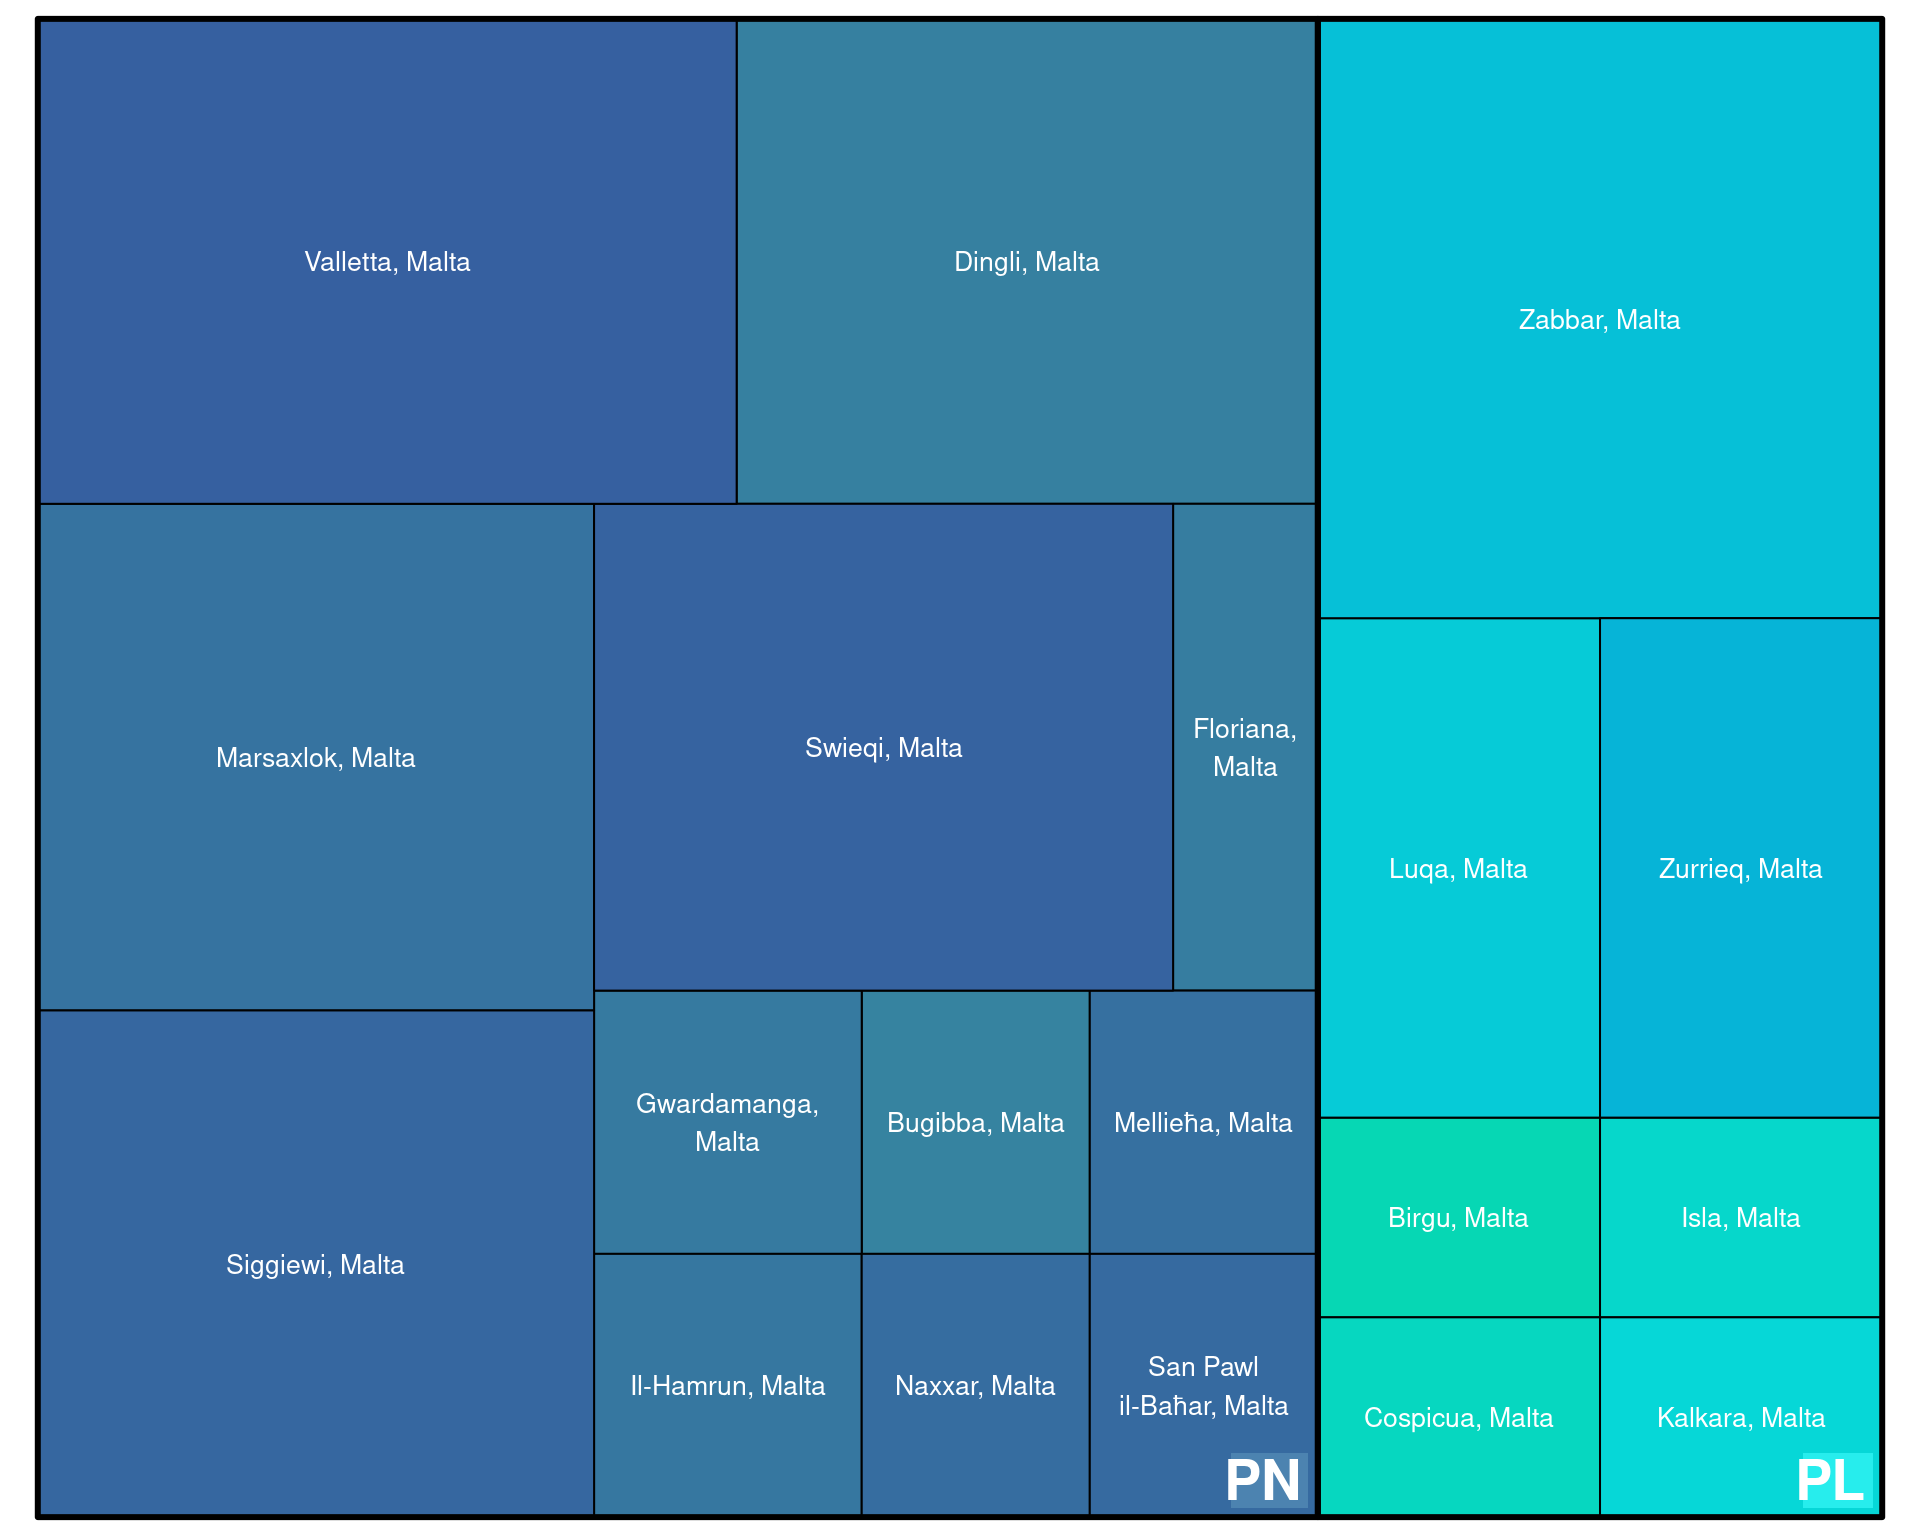 Valletta, Malta
Dingli, Malta
Zabbar, Malta
Marsaxlok, Malta
Swieqi, Malta
Floriana,
Malta
Luqa, Malta
Zurrieq, Malta
Siggiewi, Malta
Gwardamanga,
Malta
Bugibba, Malta
Mellieħa, Malta
Birgu, Malta
Isla, Malta
Il-Hamrun, Malta
Naxxar, Malta
San Pawl
il-Baħar, Malta
Cospicua, Malta
Kalkara, Malta
PN
PL